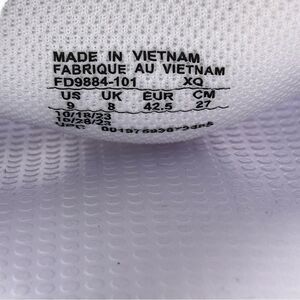 MADE IN VIETNAM
FABRIQUE AU VIETNAM
FD9884-101 XQ
US UK EUR CM
9 8 42.5 27
10/18/23
UPC